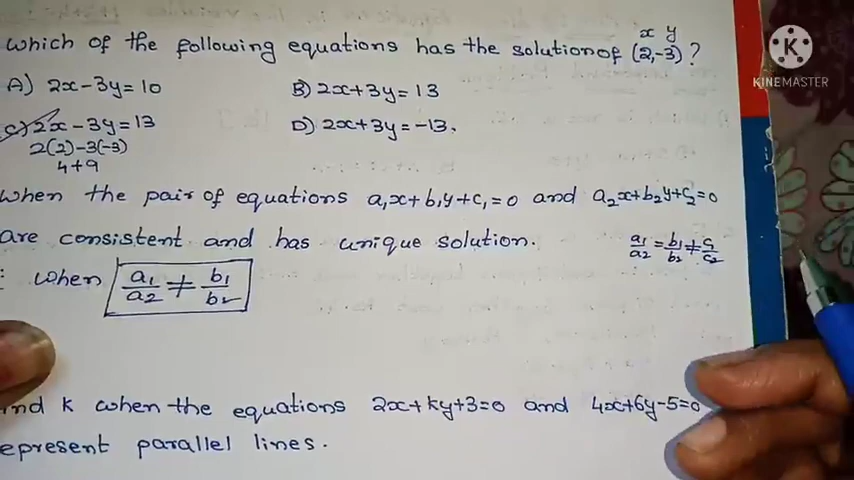 x y
which of the following equations has the solution of (2,-3)?
A) 2x-3y=10 B) 2x+3y=13
C) 2x-3y=13 D) 2x+3y=-13.
2(2)-3(-3)
4+9
when the pair of equations a₁x+b₁y+c₁=0 and a₂x+b₂y+c₂=0
are consistent and has unique solution.
a₁/a₂=b₁/b₂≠c₁/c₂
: when a₁/a₂ ≠ b₁/b₂
ind k when the equations 2x+ky+3=0 and 4x+6y-5=0
epresent parallel lines.
K
KINEMASTER